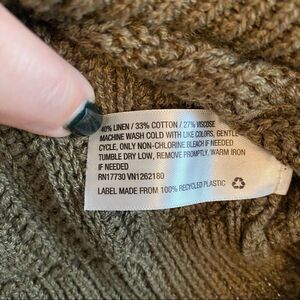 40% LINEN / 33% COTTON / 27% VISCOSE
MACHINE WASH COLD WITH LIKE COLORS, GENTLE
CYCLE, ONLY NON-CHLORINE BLEACH IF NEEDED
TUMBLE DRY LOW, REMOVE PROMPTLY, WARM IRON
IF NEEDED
RN17730 VN1262180
LABEL MADE FROM 100% RECYCLED PLASTIC